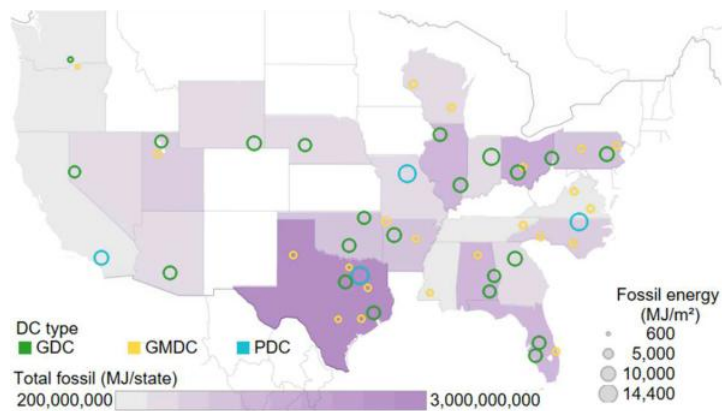 DC type
GDC GMDC PDC
Total fossil (MJ/state)
200,000,000 3,000,000,000
Fossil energy
(MJ/m²)
600
5,000
10,000
14,400